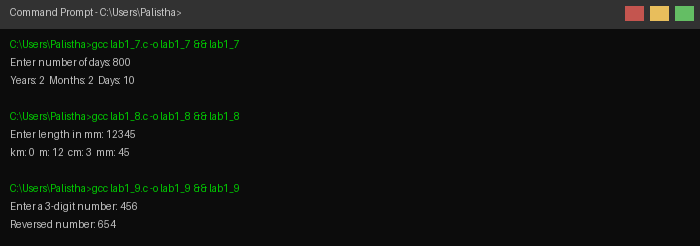 Command Prompt - C:\Users\Palistha>
C:\Users\Palistha>gcc lab1_7.c -o lab1_7 && lab1_7
Enter number of days: 800
Years: 2 Months: 2 Days: 10
C:\Users\Palistha>gcc lab1_8.c -o lab1_8 && lab1_8
Enter length in mm: 12345
km: 0 m: 12 cm: 3 mm: 45
C:\Users\Palistha>gcc lab1_9.c -o lab1_9 && lab1_9
Enter a 3-digit number: 456
Reversed number: 654